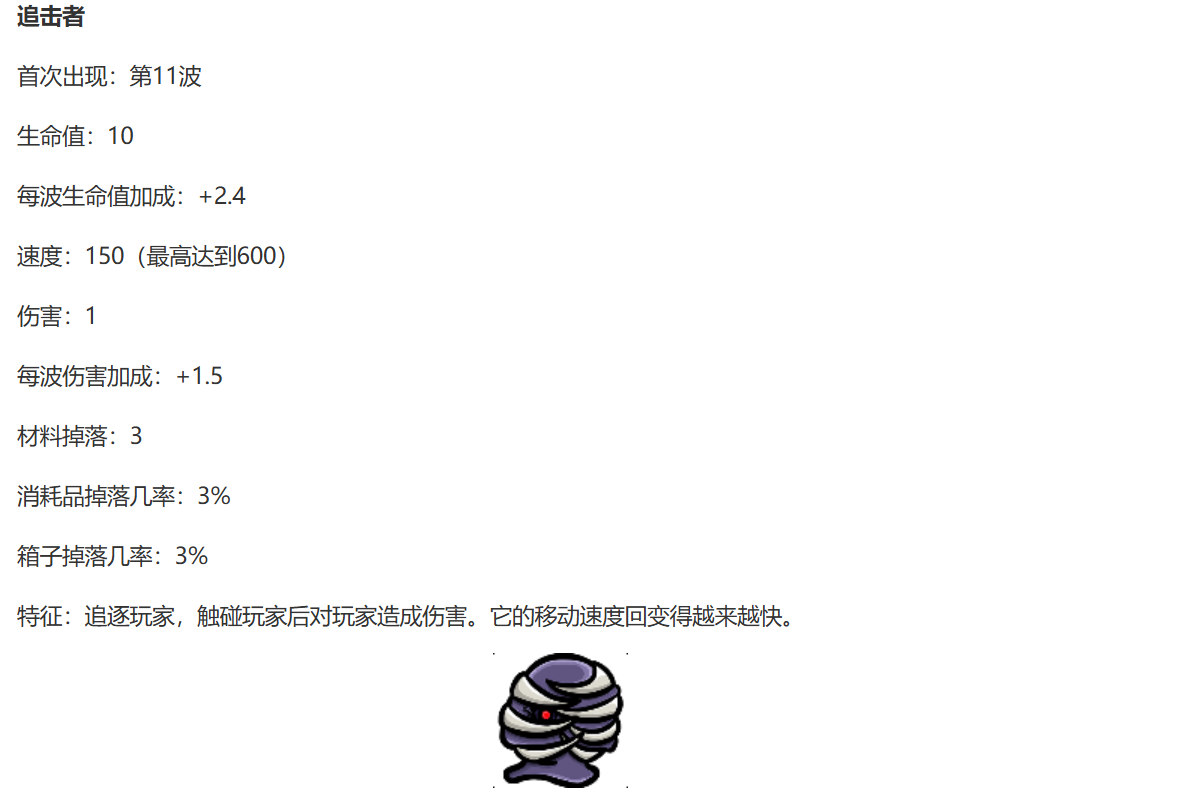 追击者
首次出现：第11波
生命值：10
每波生命值加成：+2.4
速度：150（最高达到600）
伤害：1
每波伤害加成：+1.5
材料掉落：3
消耗品掉落几率：3%
箱子掉落几率：3%
特征：追逐玩家，触碰玩家后对玩家造成伤害。它的移动速度回变得越来越快。